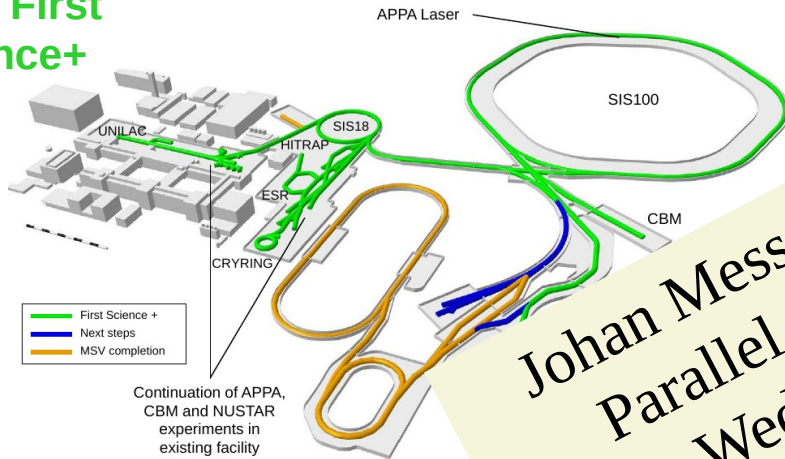 First
nce+
APPA Laser
SIS100
UNILAC
SIS18
HITRAP
ESR
CRYRING
CBM
First Science +
Next steps
MSV completion
Continuation of APPA,
CBM and NUSTAR
experiments in
existing facility
Johan Mess
Parallel
Wed